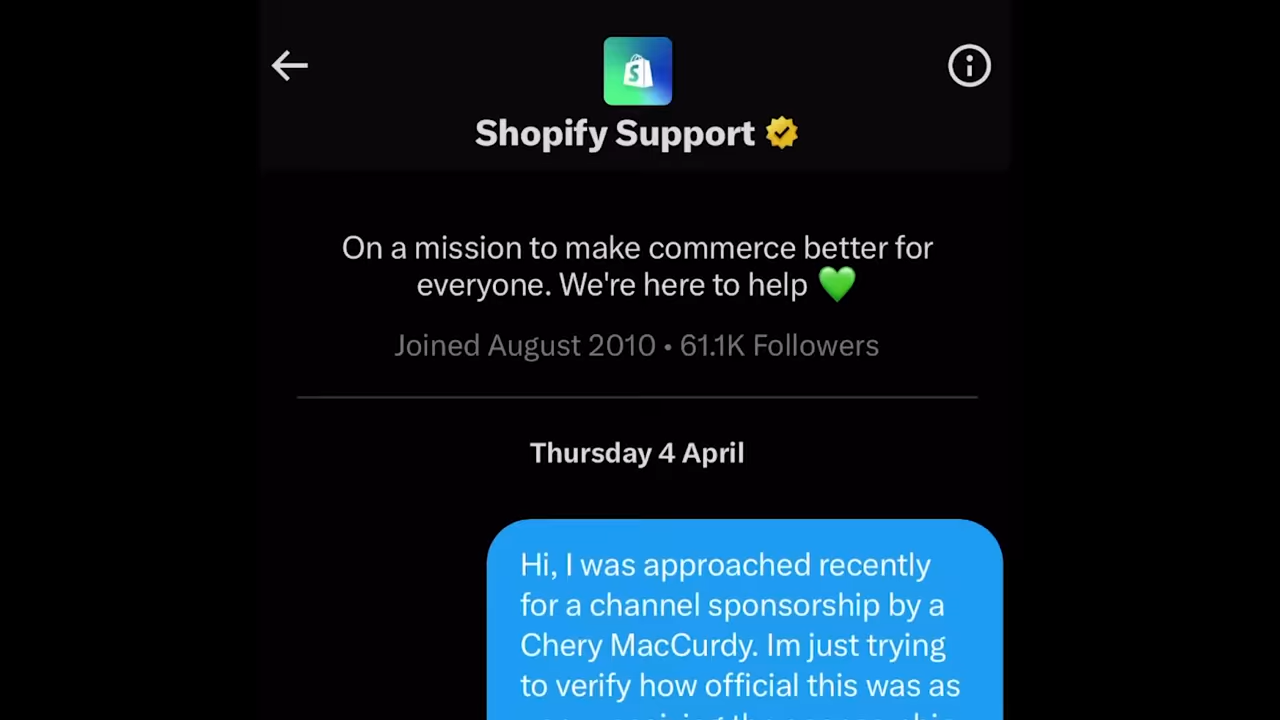 Shopify Support
On a mission to make commerce better for
everyone. We're here to help 💚
Joined August 2010 • 61.1K Followers
Thursday 4 April
Hi, I was approached recently
for a channel sponsorship by a
Chery MacCurdy. Im just trying
to verify how official this was as